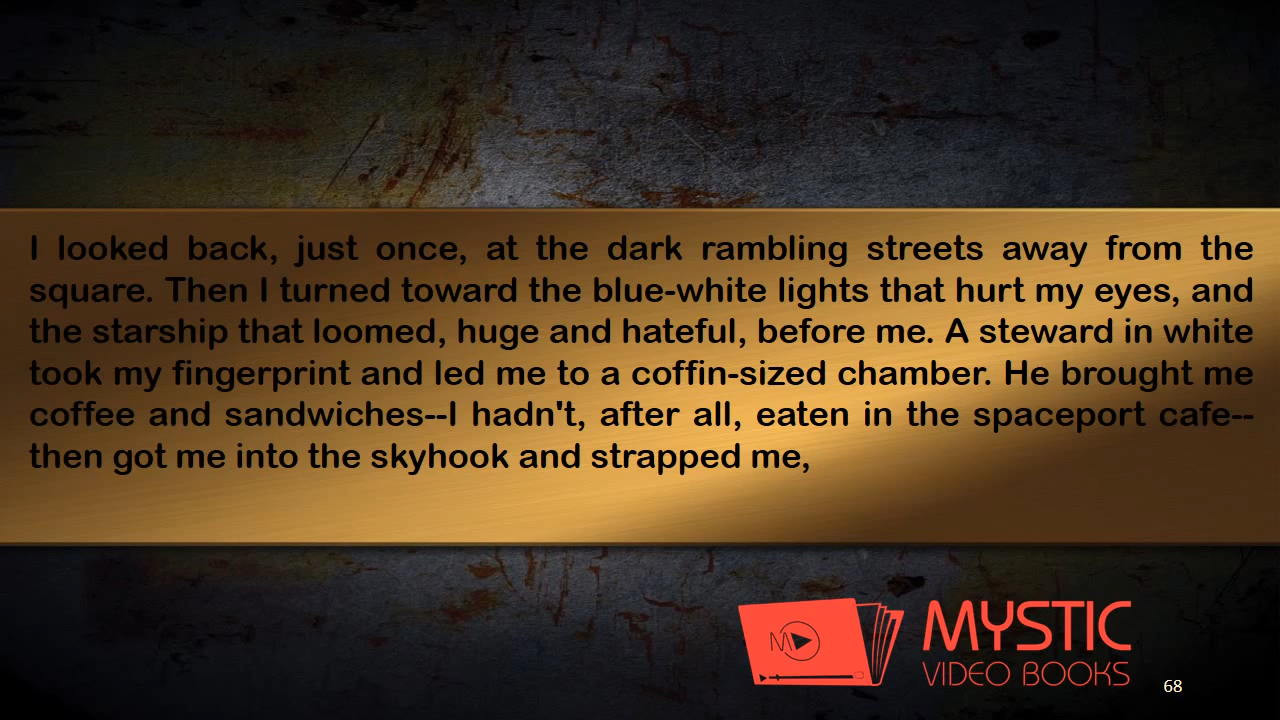 I looked back, just once, at the dark rambling streets away from the
square. Then I turned toward the blue-white lights that hurt my eyes, and
the starship that loomed, huge and hateful, before me. A steward in white
took my fingerprint and led me to a coffin-sized chamber. He brought me
coffee and sandwiches--I hadn't, after all, eaten in the spaceport cafe--
then got me into the skyhook and strapped me,
MYSTIC
VIDEO BOOKS
68